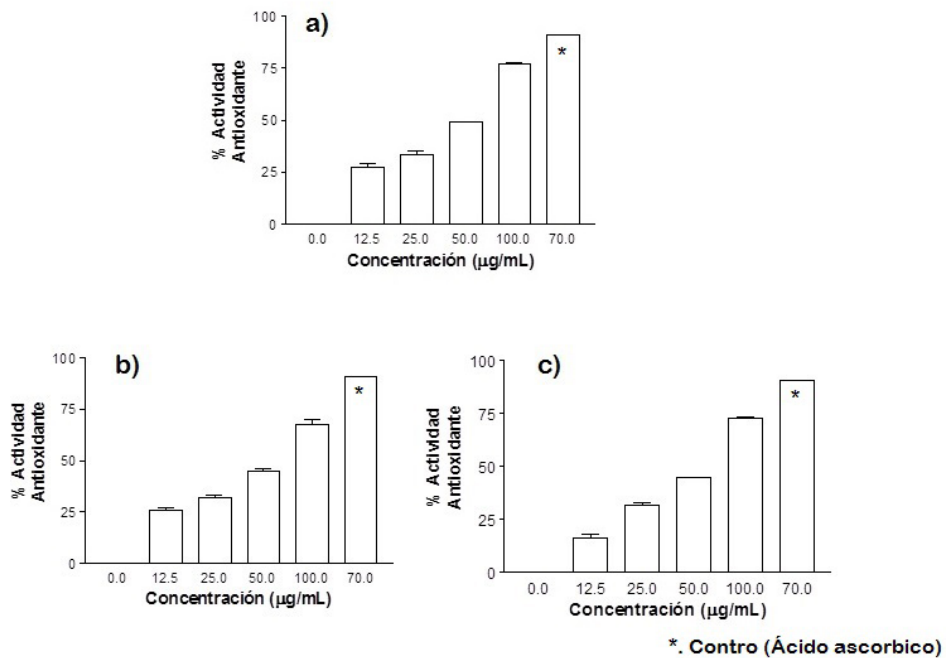 a)
% Actividad
Antioxidante
100
75
50
25
0
*
0.0 12.5 25.0 50.0 100.0 70.0
Concentración (µg/mL)
b)
% Actividad
Antioxidante
100
75
50
25
0
*
0.0 12.5 25.0 50.0 100.0 70.0
Concentración (µg/mL)
c)
% Actividad
Antioxidante
100
75
50
25
0
*
0.0 12.5 25.0 50.0 100.0 70.0
Concentración (µg/mL)
*. Contro (Ácido ascorbico)